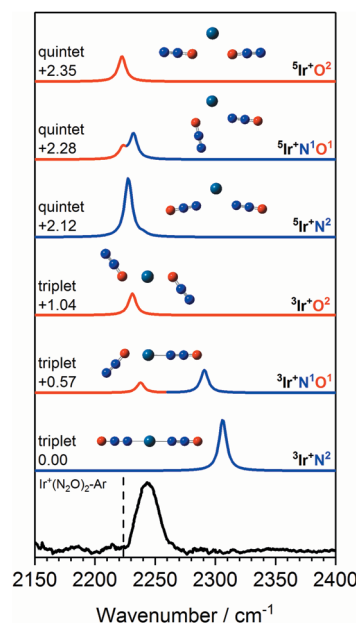 quintet
+2.35
⁵Ir⁺O²
quintet
+2.28
⁵Ir⁺N¹O¹
quintet
+2.12
⁵Ir⁺N²
triplet
+1.04
³Ir⁺O²
triplet
+0.57
³Ir⁺N¹O¹
triplet
0.00
³Ir⁺N²
Ir⁺(N₂O)₂-Ar
2150 2200 2250 2300 2350 2400
Wavenumber / cm⁻¹